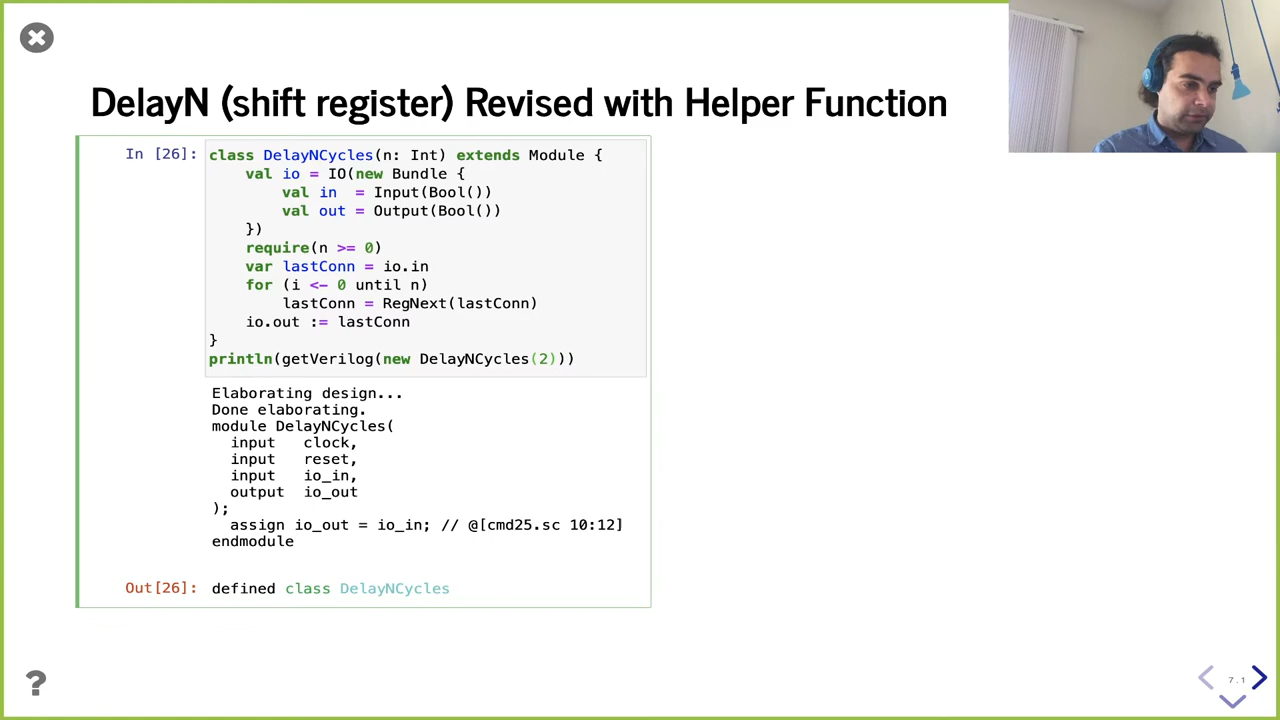 DelayN (shift register) Revised with Helper Function
In [26]:
class DelayNCycles(n: Int) extends Module {
    val io = IO(new Bundle {
        val in  = Input(Bool())
        val out = Output(Bool())
    })
    require(n >= 0)
    var lastConn = io.in
    for (i <- 0 until n)
        lastConn = RegNext(lastConn)
    io.out := lastConn
}
println(getVerilog(new DelayNCycles(2)))
Elaborating design...
Done elaborating.
module DelayNCycles(
  input   clock,
  input   reset,
  input   io_in,
  output  io_out
);
  assign io_out = io_in; // @[cmd25.sc 10:12]
endmodule
Out[26]: defined class DelayNCycles
?
7.1